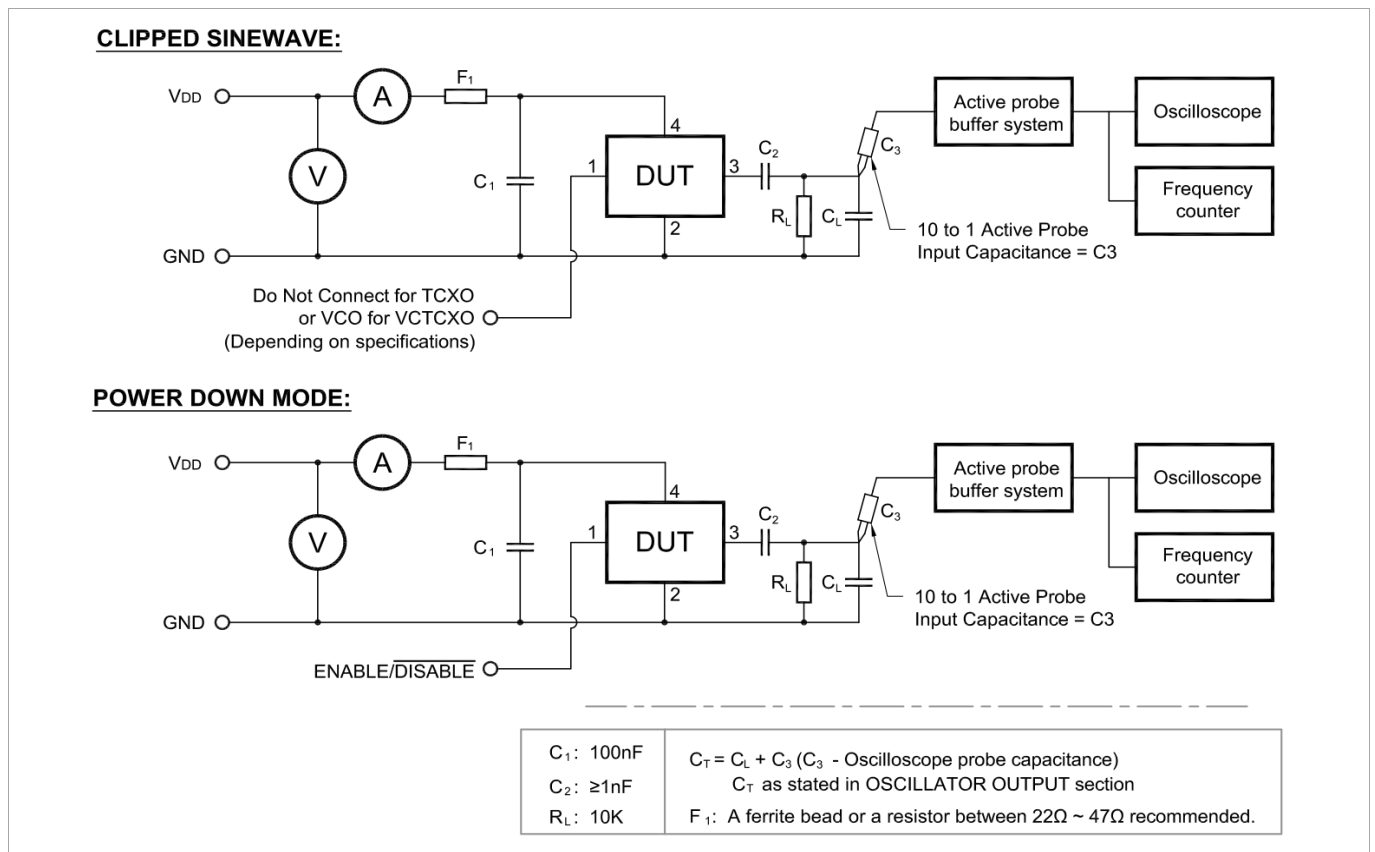 CLIPPED SINEWAVE:
VDD
A
F1
V
C1
4
1
DUT
3
2
C2
RL
CL
C3
Active probe
buffer system
Oscilloscope
Frequency
counter
10 to 1 Active Probe
Input Capacitance = C3
GND
Do Not Connect for TCXO
or VCO for VCTCXO
(Depending on specifications)
POWER DOWN MODE:
VDD
A
F1
V
C1
4
1
DUT
3
2
C2
RL
CL
C3
Active probe
buffer system
Oscilloscope
Frequency
counter
10 to 1 Active Probe
Input Capacitance = C3
GND
ENABLE/DISABLE
C1: 100nF
C2: ≥1nF
RL: 10K
CT = CL + C3 (C3 - Oscilloscope probe capacitance)
CT as stated in OSCILLATOR OUTPUT section
F1: A ferrite bead or a resistor between 22Ω ~ 47Ω recommended.